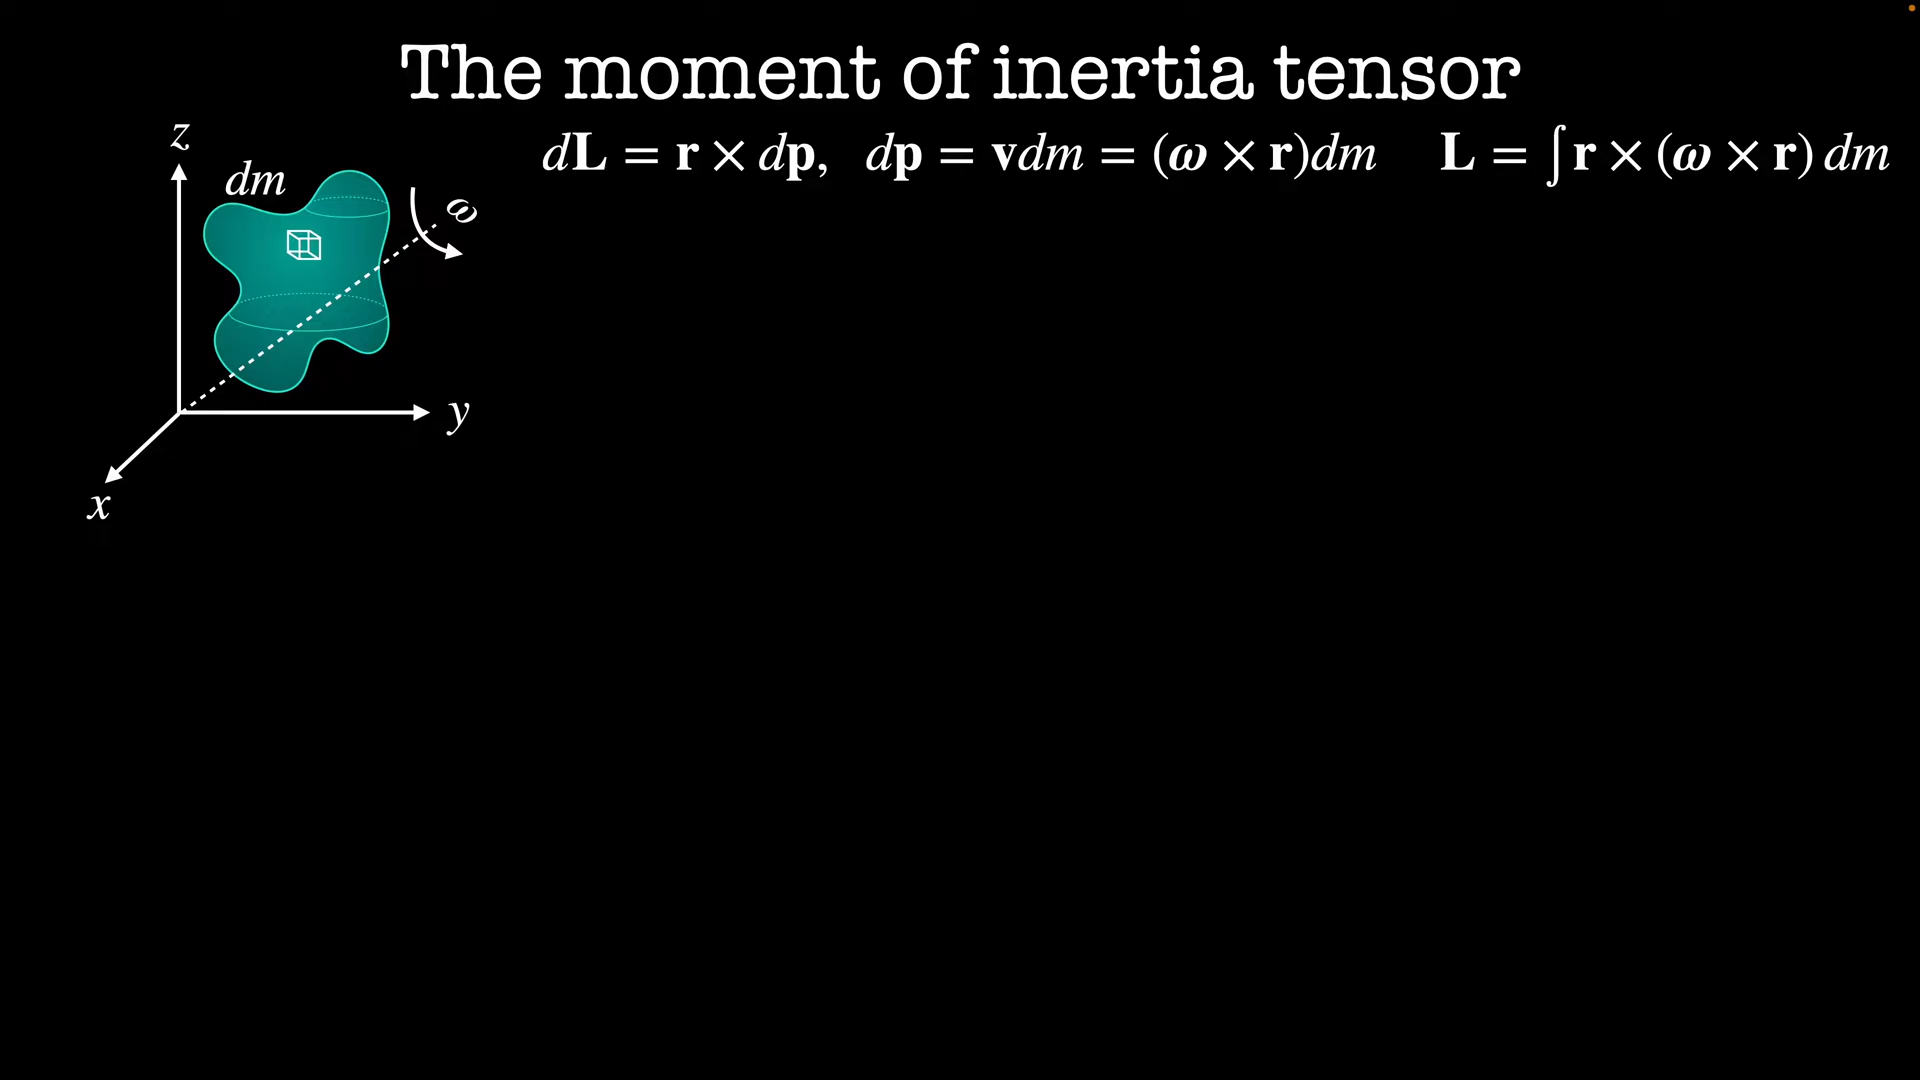 The moment of inertia tensor
d𝐋 = 𝐫 × d𝐩,  d𝐩 = 𝐯dm = (𝝎 × 𝐫)dm   𝐋 = ∫𝐫 × (𝝎 × 𝐫) dm
z
dm
ω
y
x